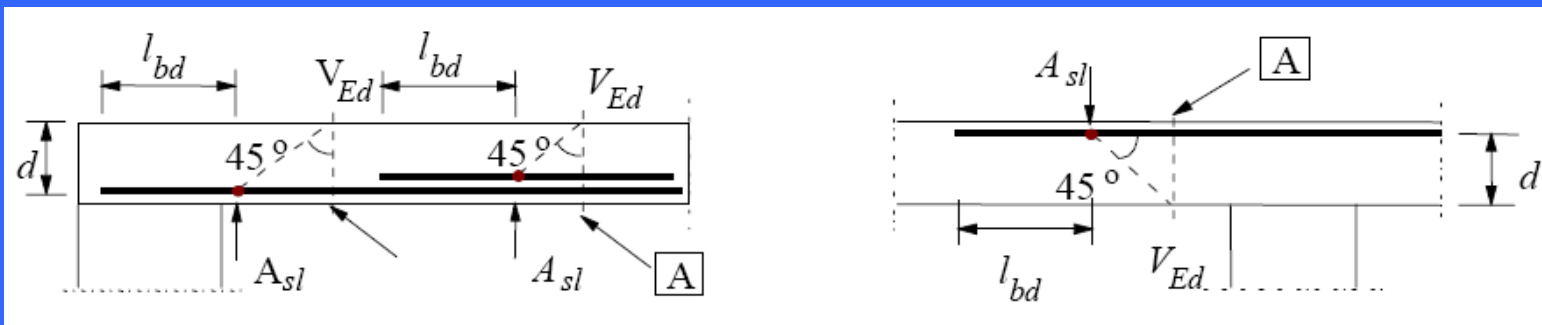 l_bd V_Ed l_bd V_Ed
d 45° 45°
A_sl A_sl A
A_sl A
45° d
l_bd V_Ed